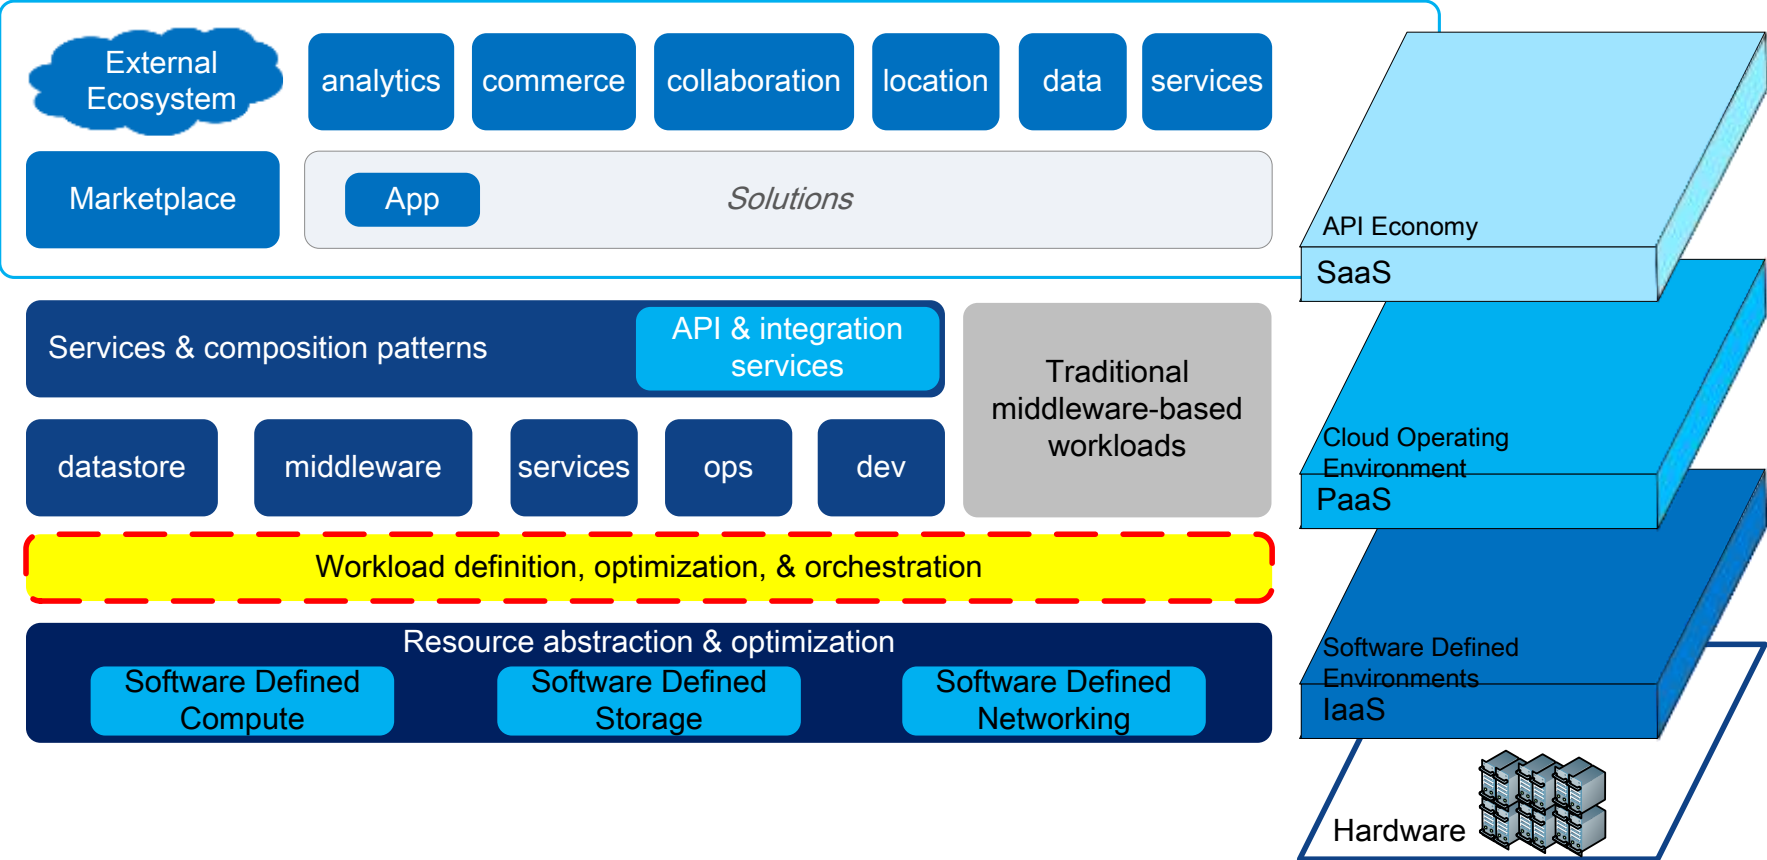 External
Ecosystem
analytics
commerce
collaboration
location
data
services
Marketplace
App
Solutions
API Economy
SaaS
Services & composition patterns
API & integration
services
Traditional
middleware-based
workloads
datastore
middleware
services
ops
dev
Cloud Operating
Environment
PaaS
Workload definition, optimization, & orchestration
Resource abstraction & optimization
Software Defined
Compute
Software Defined
Storage
Software Defined
Networking
Software Defined
Environments
IaaS
Hardware